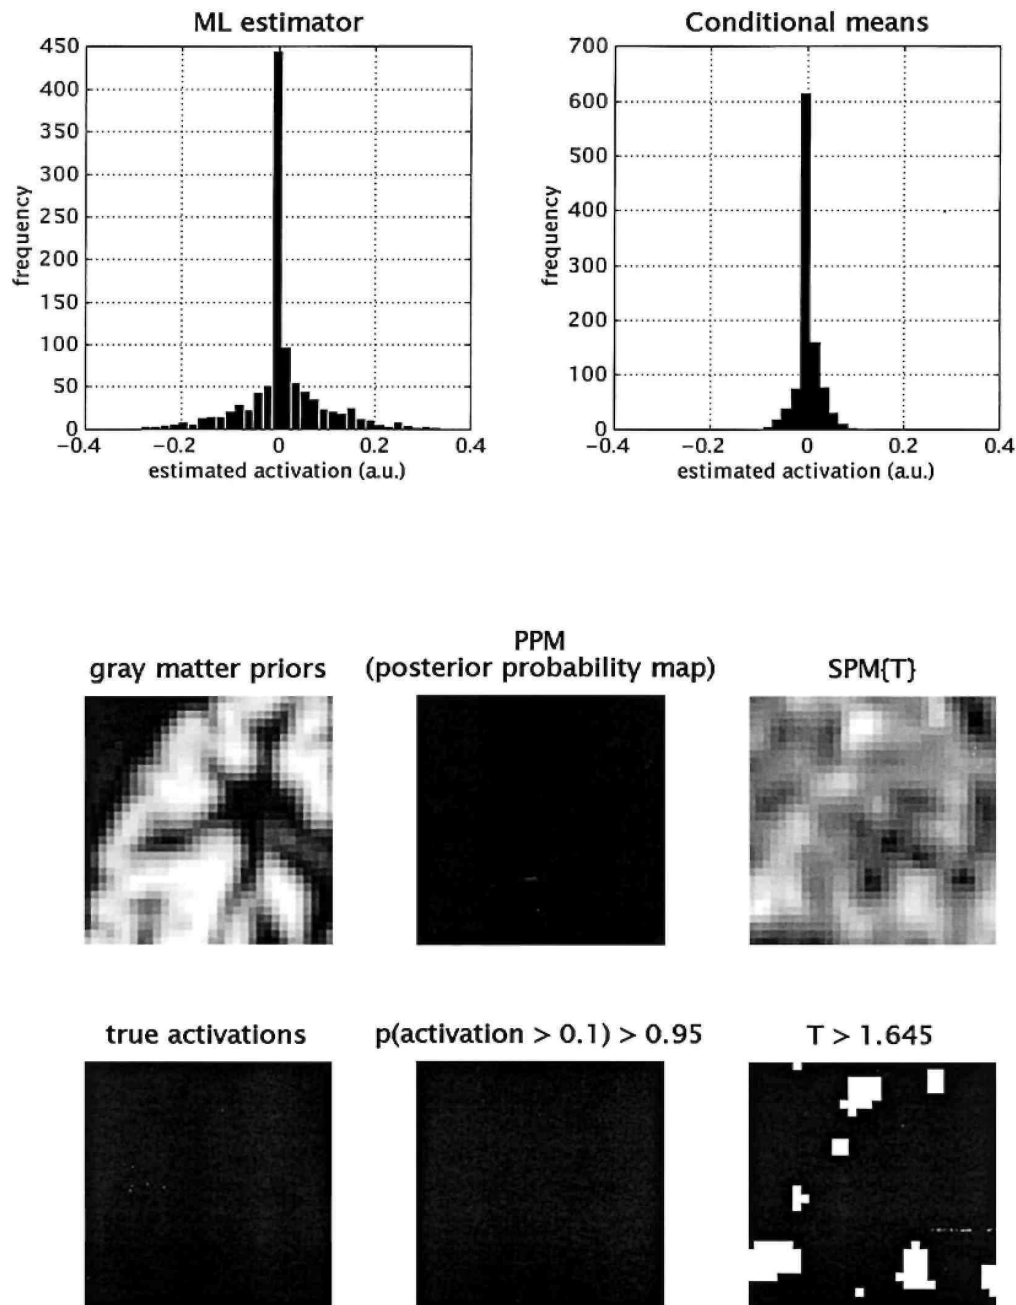 ML estimator
450
400
350
300
250
200
150
100
50
0
frequency
−0.4 −0.2 0 0.2 0.4
estimated activation (a.u.)
Conditional means
700
600
500
400
300
200
100
0
frequency
−0.4 −0.2 0 0.2 0.4
estimated activation (a.u.)
gray matter priors
PPM
(posterior probability map)
SPM{T}
true activations
p(activation > 0.1) > 0.95
T > 1.645